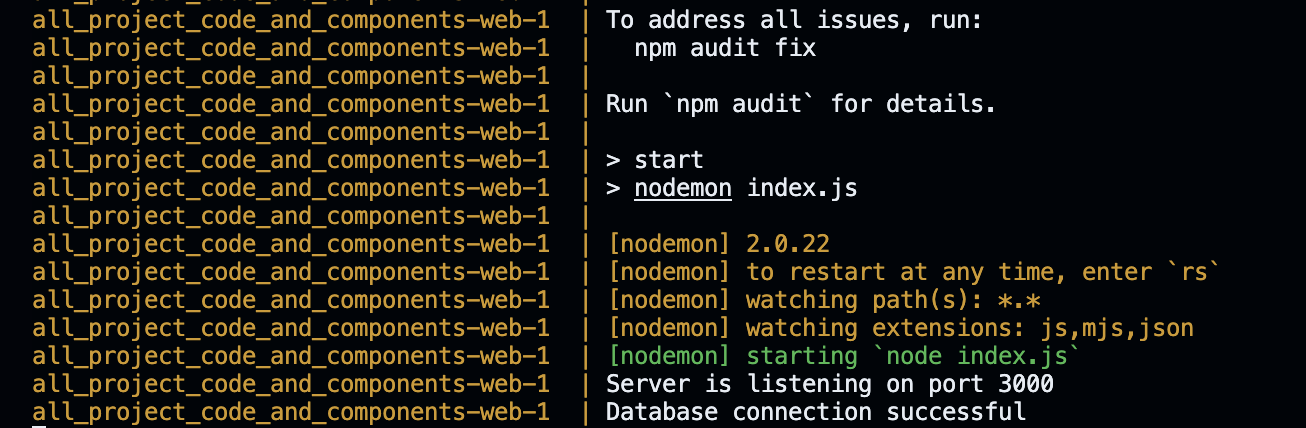 all_project_code_and_components-web-1  | To address all issues, run:
all_project_code_and_components-web-1  |   npm audit fix
all_project_code_and_components-web-1  |
all_project_code_and_components-web-1  | Run `npm audit` for details.
all_project_code_and_components-web-1  |
all_project_code_and_components-web-1  | > start
all_project_code_and_components-web-1  | > nodemon index.js
all_project_code_and_components-web-1  |
all_project_code_and_components-web-1  | [nodemon] 2.0.22
all_project_code_and_components-web-1  | [nodemon] to restart at any time, enter `rs`
all_project_code_and_components-web-1  | [nodemon] watching path(s): *.*
all_project_code_and_components-web-1  | [nodemon] watching extensions: js,mjs,json
all_project_code_and_components-web-1  | [nodemon] starting `node index.js`
all_project_code_and_components-web-1  | Server is listening on port 3000
all_project_code_and_components-web-1  | Database connection successful